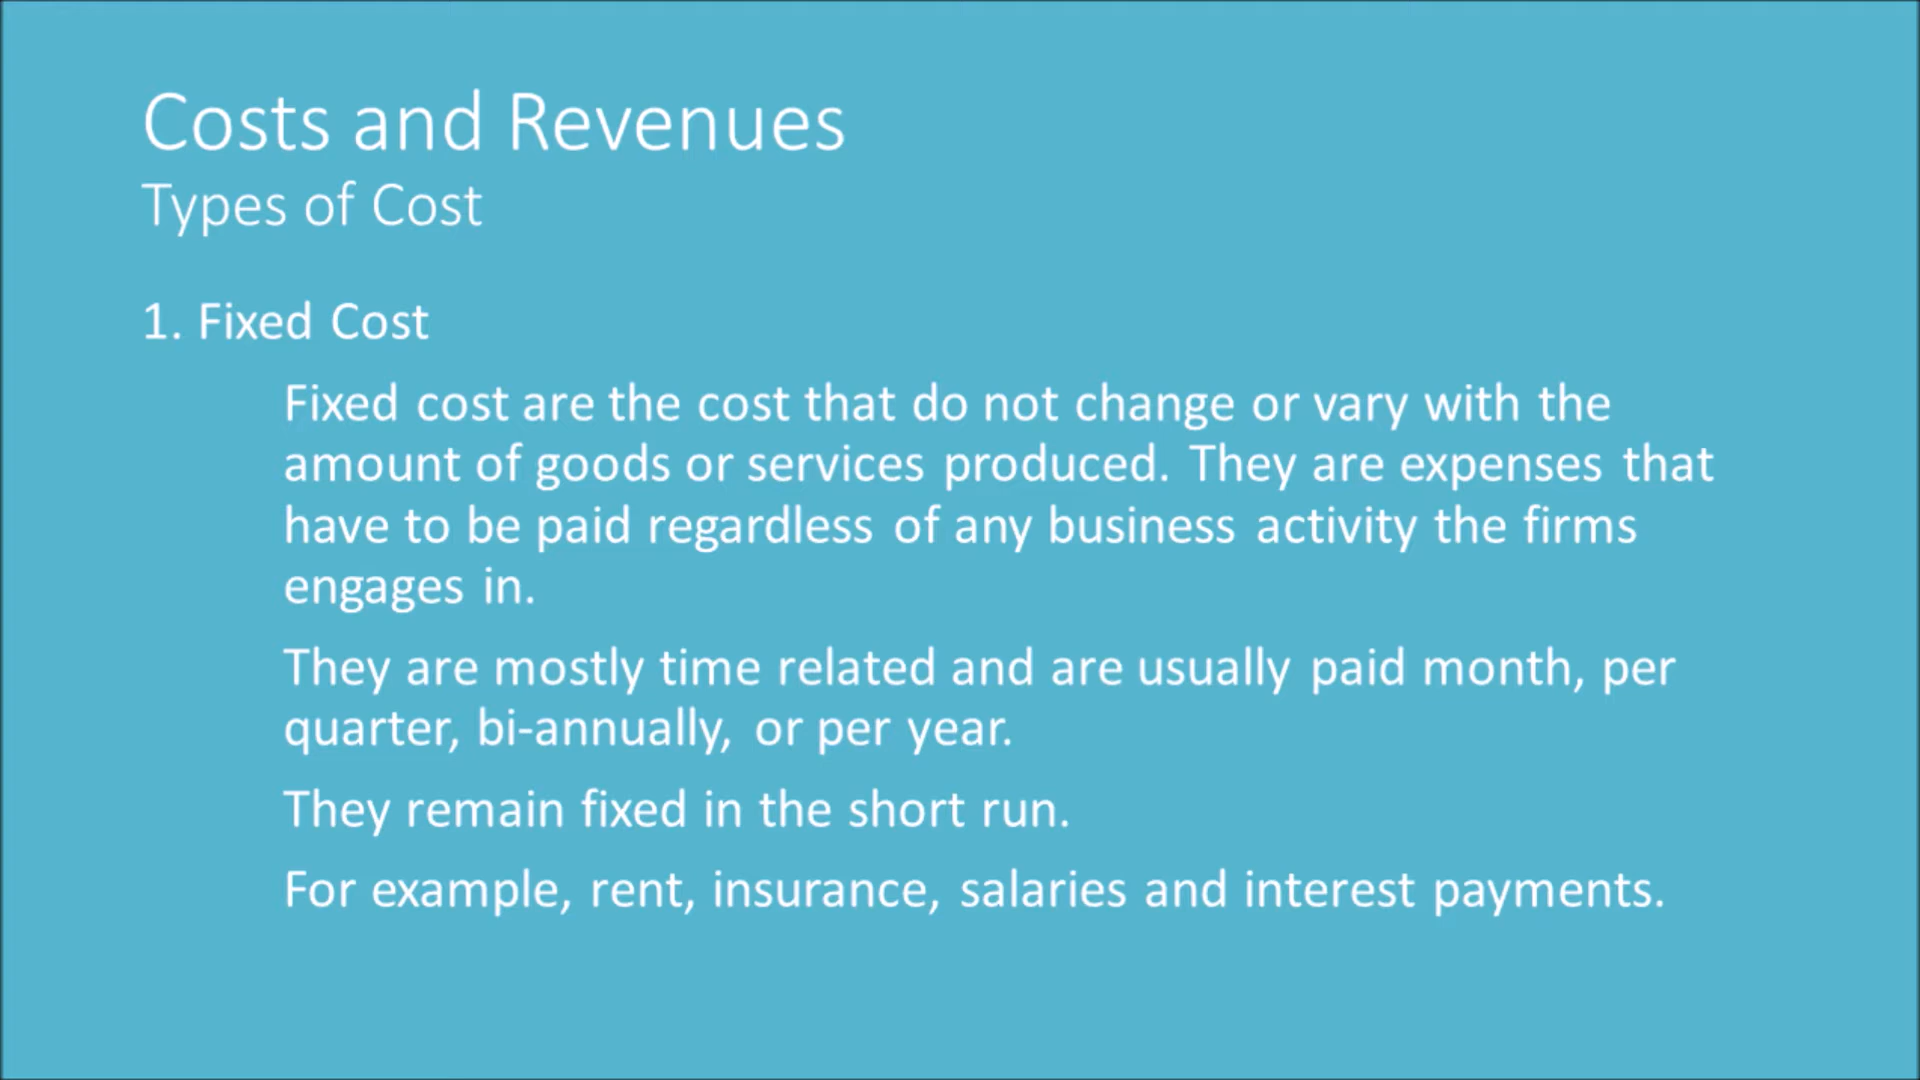 Costs and Revenues
Types of Cost
1. Fixed Cost
Fixed cost are the cost that do not change or vary with the
amount of goods or services produced. They are expenses that
have to be paid regardless of any business activity the firms
engages in.
They are mostly time related and are usually paid month, per
quarter, bi-annually, or per year.
They remain fixed in the short run.
For example, rent, insurance, salaries and interest payments.